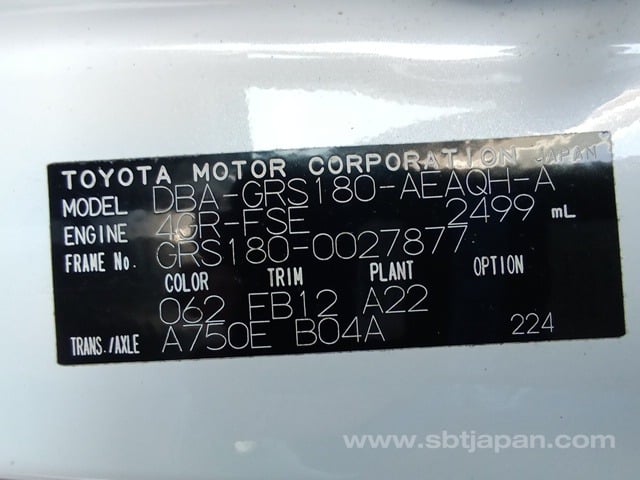 TOYOTA MOTOR CORPORATION JAPAN
MODEL DBA-GRS180-AEAQH-A
ENGINE 4GR-FSE 2499 mL
FRAME No. GRS180-0027877
COLOR TRIM PLANT OPTION
062 FB12 A22
TRANS./AXLE A750E B04A 224
www.sbtjapan.com